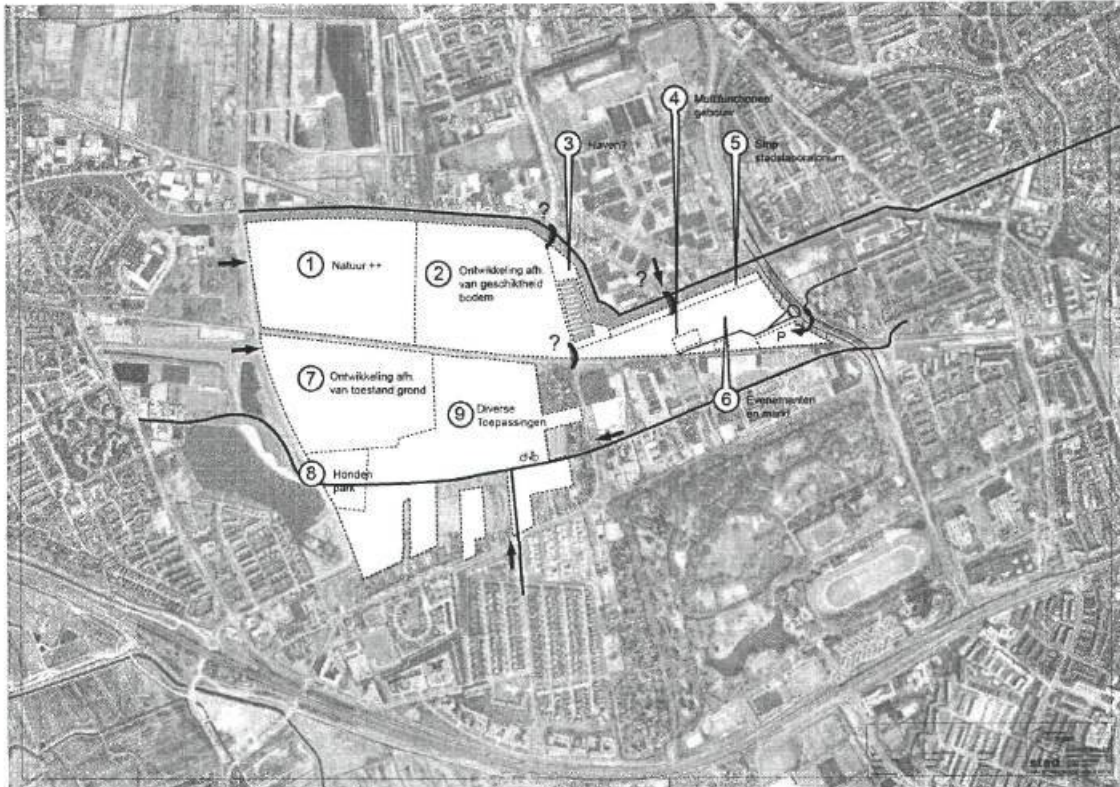 4
Multifunctioneel
gebouw
3
Haven?
5
Strip
stadslaboratorium
?
1
Natuur ++
2
Ontwikkeling afh.
van geschiktheid
bodem
?
?
P
7
Ontwikkeling afh.
van toestand grond
9
Diverse
Toepassingen
6
Evenementen
en markt
8
Honden
park
stad